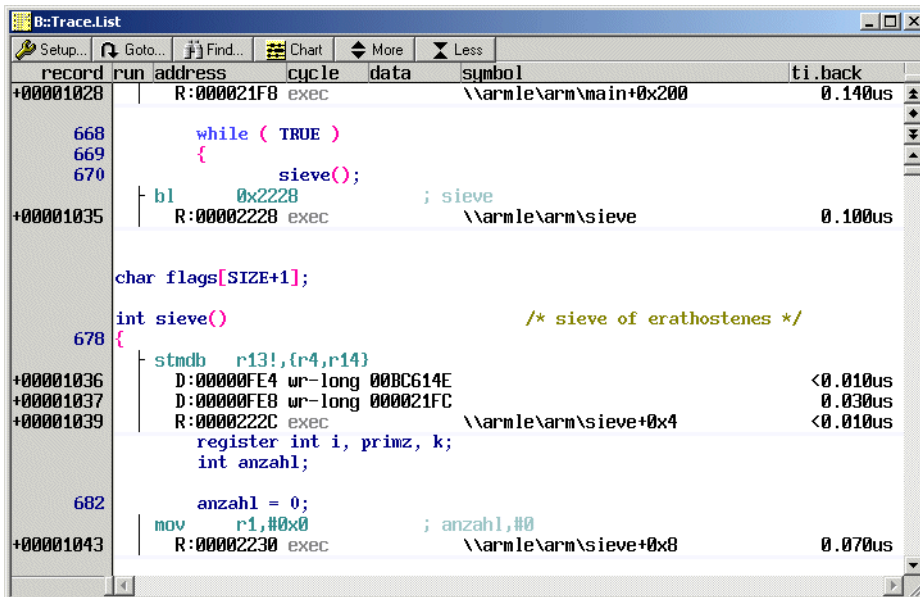 B::Trace.List
Setup... Goto... Find... Chart More Less
record run address cycle data symbol ti.back
+00001028 R:000021F8 exec \\armle\arm\main+0x200 0.140us
668 while ( TRUE )
669 {
670 sieve();
bl 0x2228 ; sieve
+00001035 R:00002228 exec \\armle\arm\sieve 0.100us
char flags[SIZE+1];
int sieve() /* sieve of erathostenes */
678 {
stmdb r13!,{r4,r14}
+00001036 D:00000FE4 wr-long 00BC614E <0.010us
+00001037 D:00000FE8 wr-long 000021FC 0.030us
+00001039 R:0000222C exec \\armle\arm\sieve+0x4 <0.010us
register int i, primz, k;
int anzahl;
682 anzahl = 0;
mov r1,#0x0 ; anzahl,#0
+00001043 R:00002230 exec \\armle\arm\sieve+0x8 0.070us